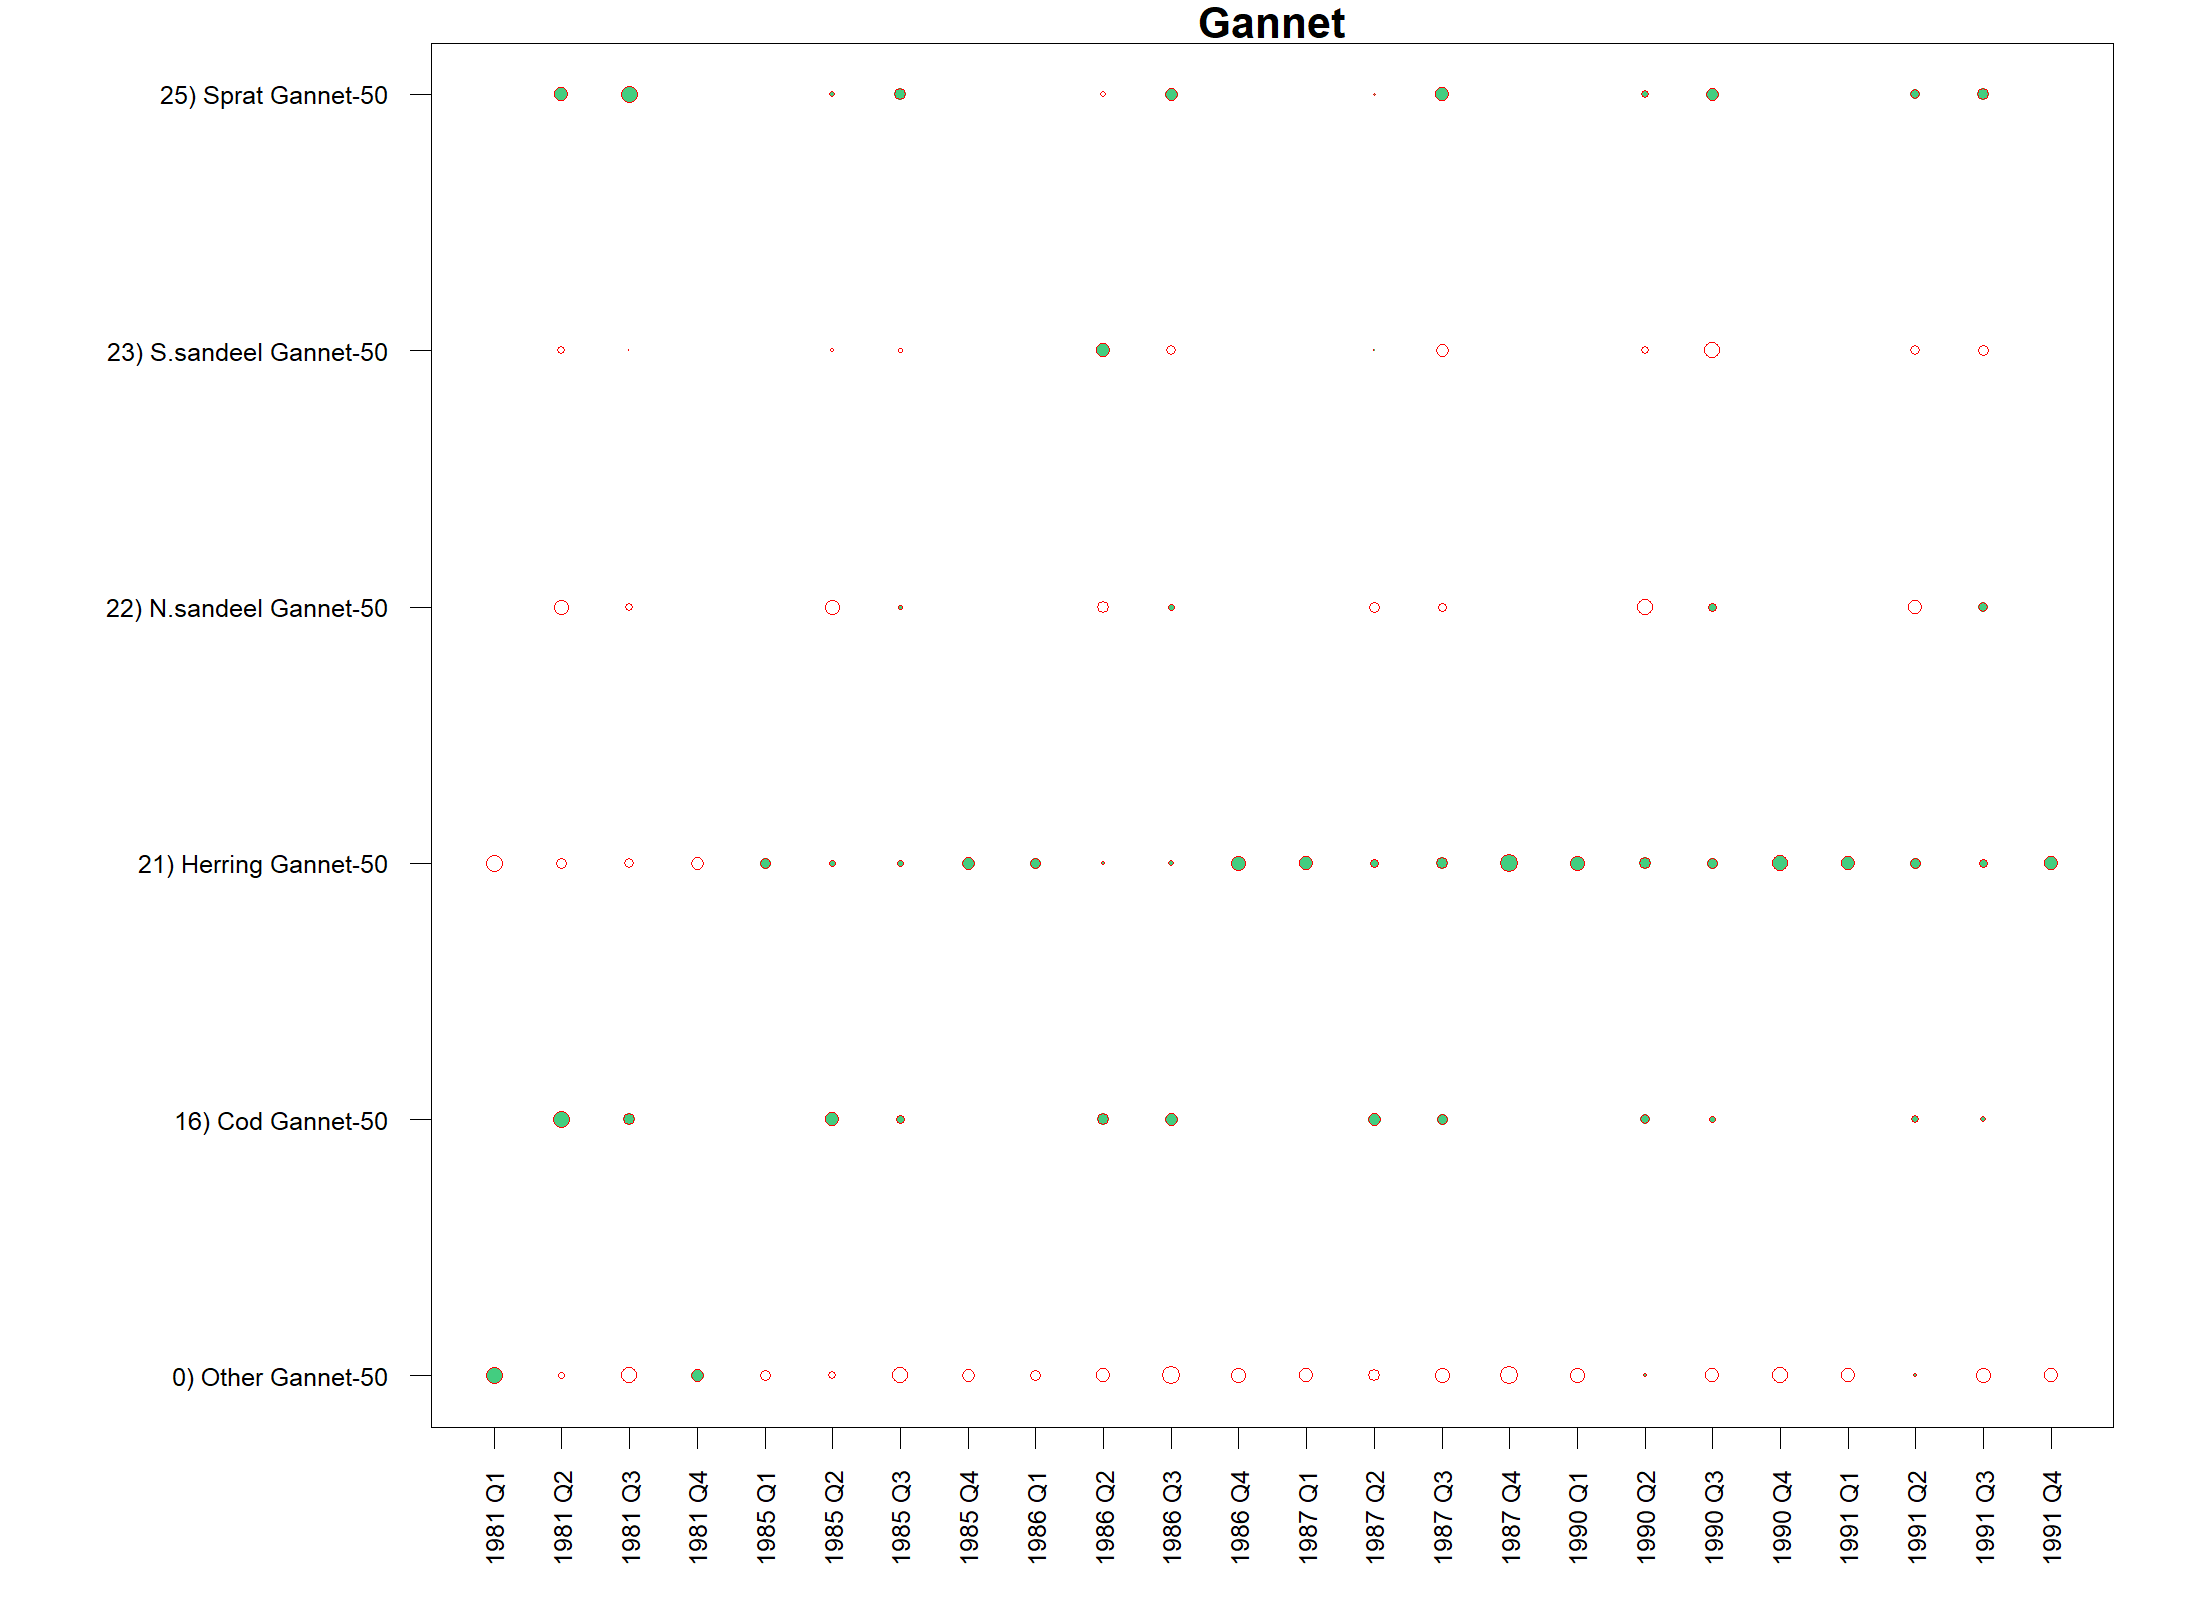 Gannet
25) Sprat Gannet-50
23) S.sandeel Gannet-50
22) N.sandeel Gannet-50
21) Herring Gannet-50
16) Cod Gannet-50
0) Other Gannet-50
1981 Q1
1981 Q2
1981 Q3
1981 Q4
1985 Q1
1985 Q2
1985 Q3
1985 Q4
1986 Q1
1986 Q2
1986 Q3
1986 Q4
1987 Q1
1987 Q2
1987 Q3
1987 Q4
1990 Q1
1990 Q2
1990 Q3
1990 Q4
1991 Q1
1991 Q2
1991 Q3
1991 Q4